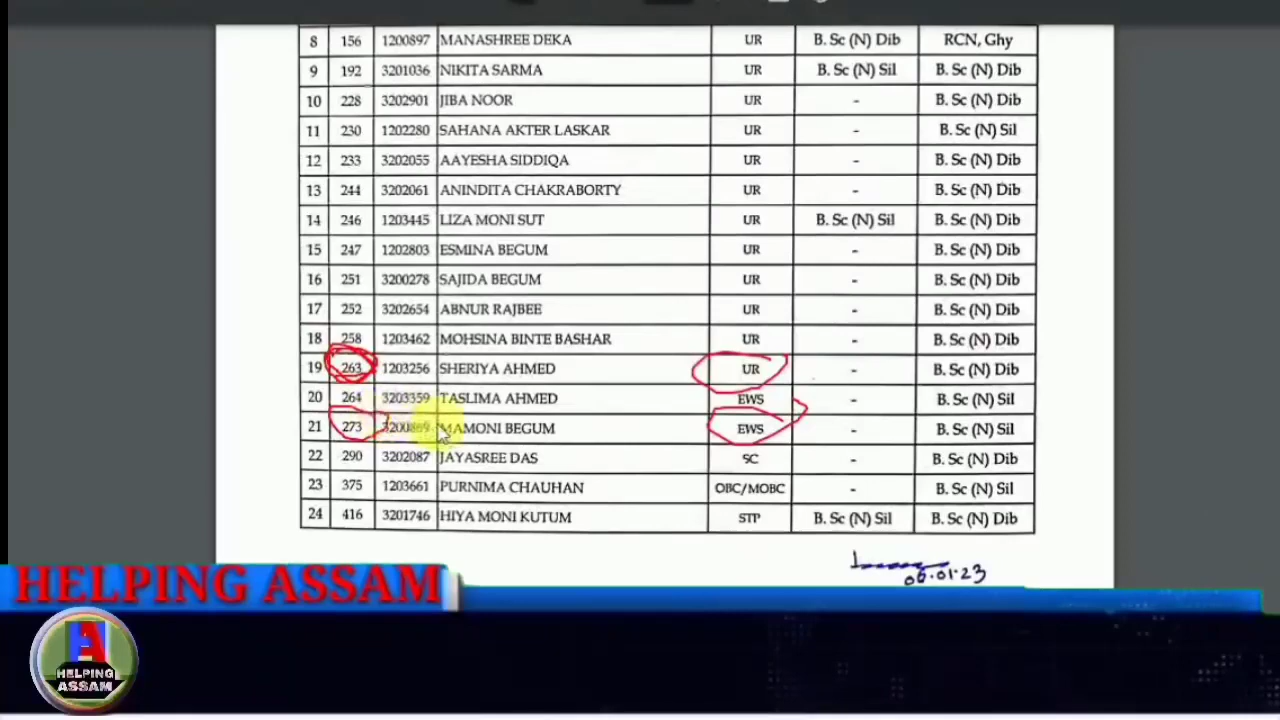 8 156 1200897 MANASHREE DEKA UR B. Sc (N) Dib RCN, Ghy
9 192 3201036 NIKITA SARMA UR B. Sc (N) Sil B. Sc (N) Dib
10 228 3202901 JIBA NOOR UR - B. Sc (N) Dib
11 230 1202280 SAHANA AKTER LASKAR UR - B. Sc (N) Sil
12 233 3202055 AAYESHA SIDDIQA UR - B. Sc (N) Dib
13 244 3202061 ANINDITA CHAKRABORTY UR - B. Sc (N) Dib
14 246 1203445 LIZA MONI SUT UR B. Sc (N) Sil B. Sc (N) Dib
15 247 1202803 ESMINA BEGUM UR - B. Sc (N) Dib
16 251 3200278 SAJIDA BEGUM UR - B. Sc (N) Dib
17 252 3202654 ABNUR RAJBEE UR - B. Sc (N) Dib
18 258 1203462 MOHSINA BINTE BASHAR UR - B. Sc (N) Dib
19 263 1203256 SHERIYA AHMED UR - B. Sc (N) Dib
20 264 3203359 TASLIMA AHMED EWS - B. Sc (N) Sil
21 273 3200869 MAMONI BEGUM EWS - B. Sc (N) Sil
22 290 3202087 JAYASREE DAS SC - B. Sc (N) Dib
23 375 1203661 PURNIMA CHAUHAN OBC/MOBC - B. Sc (N) Sil
24 416 3201746 HIYA MONI KUTUM STP B. Sc (N) Sil B. Sc (N) Dib
06.01.23
HELPING ASSAM
HELPING
ASSAM